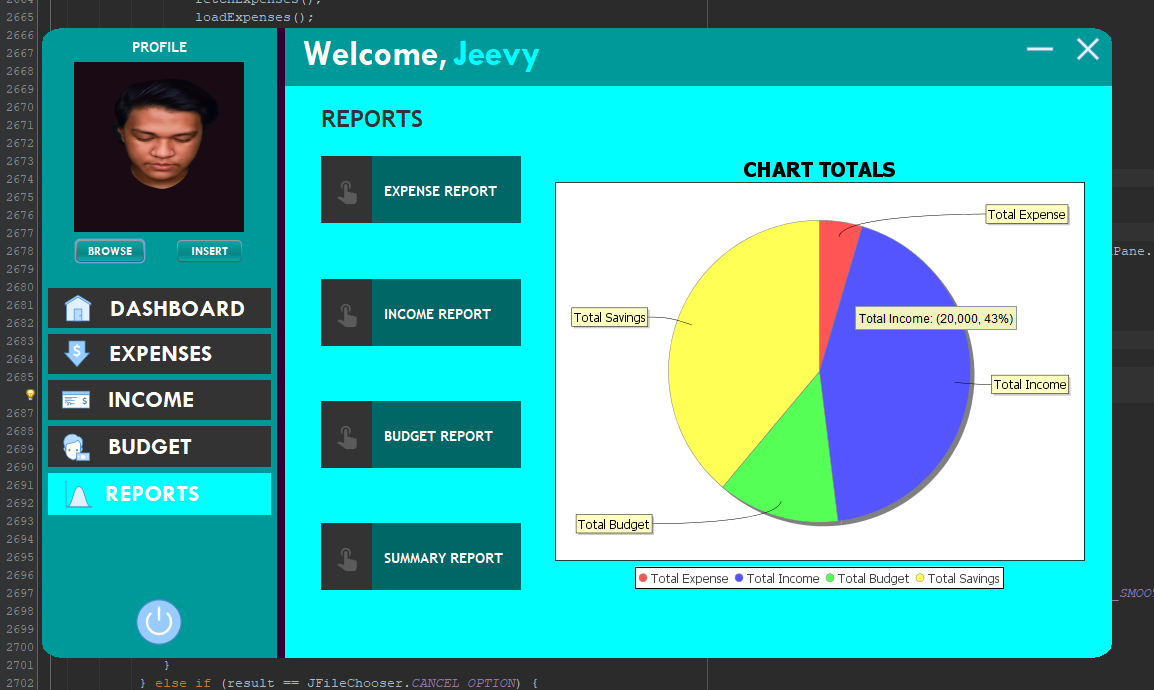 2665 loadExpenses();
2666
2667
2668
2669
2670
2671
2672
2673
2674
2675
2676
2677
2678
2679
2680
2681
2682
2683
2684
2685
2687
2688
2689
2690
2691
2692
2693
2694
2695
2696
2697
2698
2699
2700
2701 }
2702 } else if (result == JFileChooser.CANCEL_OPTION) {
Pane.
_SMOO
PROFILE
BROWSE INSERT
DASHBOARD
EXPENSES
INCOME
BUDGET
REPORTS
Welcome, Jeevy
REPORTS
EXPENSE REPORT
INCOME REPORT
BUDGET REPORT
SUMMARY REPORT
CHART TOTALS
Total Expense
Total Savings
Total Income: (20,000, 43%)
Total Income
Total Budget
Total Expense Total Income Total Budget Total Savings